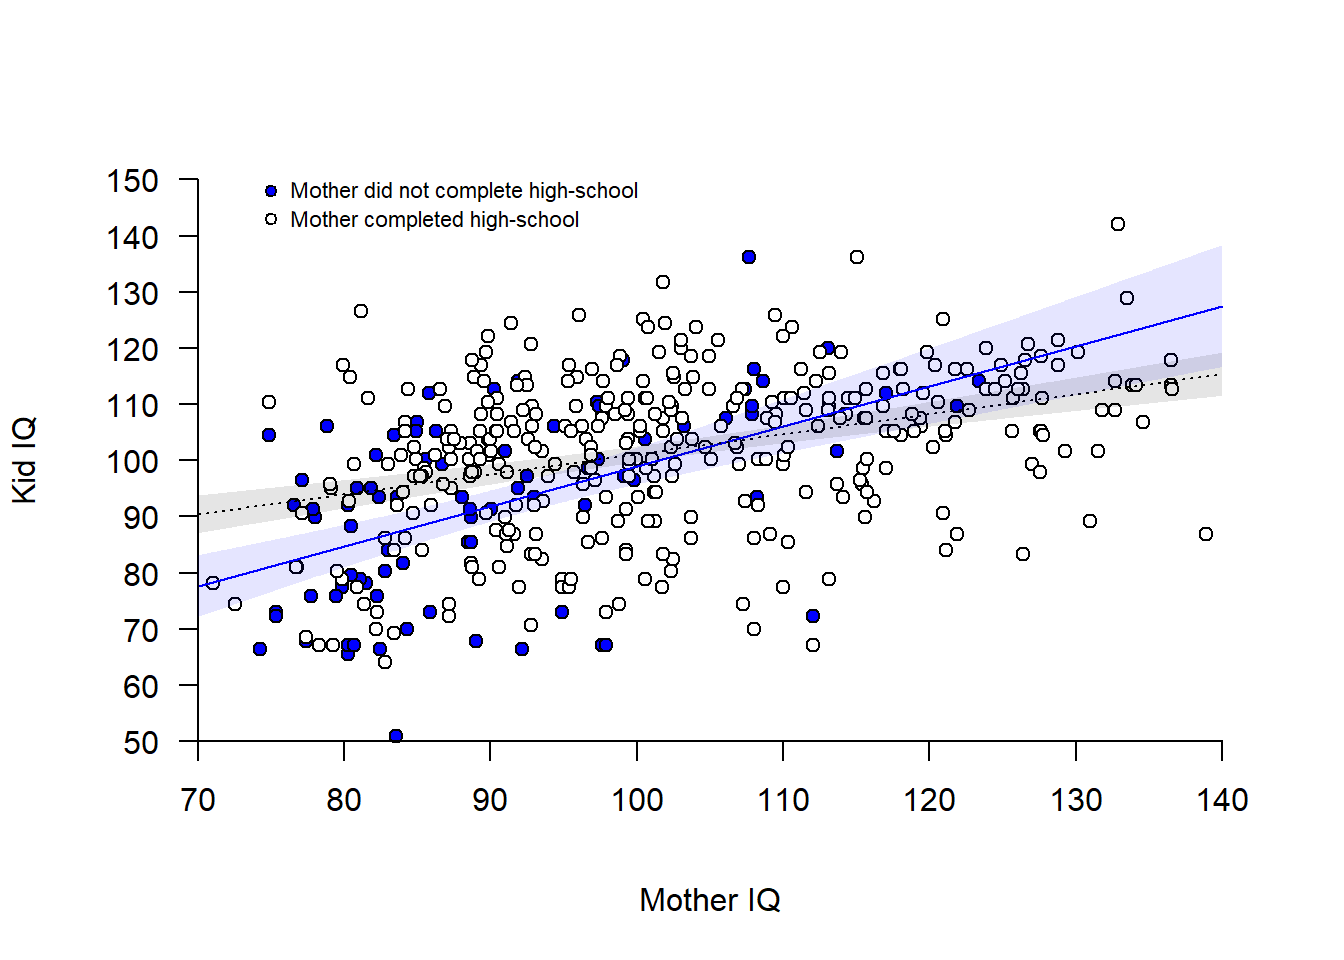 150
Mother did not complete high-school
Mother completed high-school
140
130
120
110
100
90
80
70
60
50
Kid IQ
70 80 90 100 110 120 130 140
Mother IQ